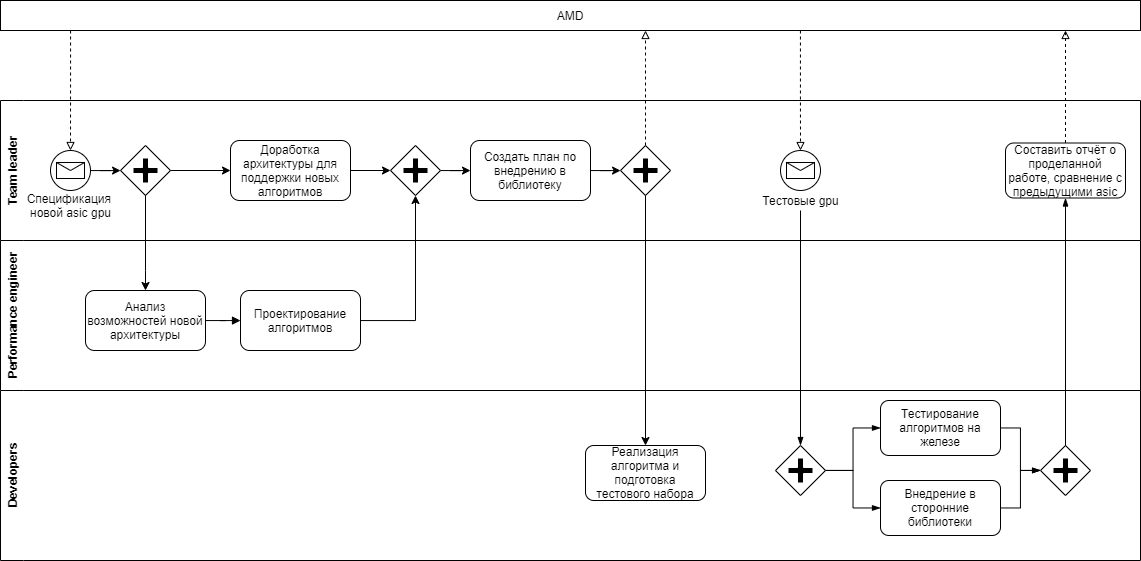 AMD
Team leader
Спецификация
новой asic gpu
Доработка
архитектуры для
поддержки новых
алгоритмов
Создать план по
внедрению в
библиотеку
Тестовые gpu
Составить отчёт о
проделанной
работе, сравнение с
предыдущими asic
Performance engineer
Анализ
возможностей новой
архитектуры
Проектирование
алгоритмов
Developers
Реализация
алгоритма и
подготовка
тестового набора
Тестирование
алгоритмов на
железе
Внедрение в
сторонние
библиотеки